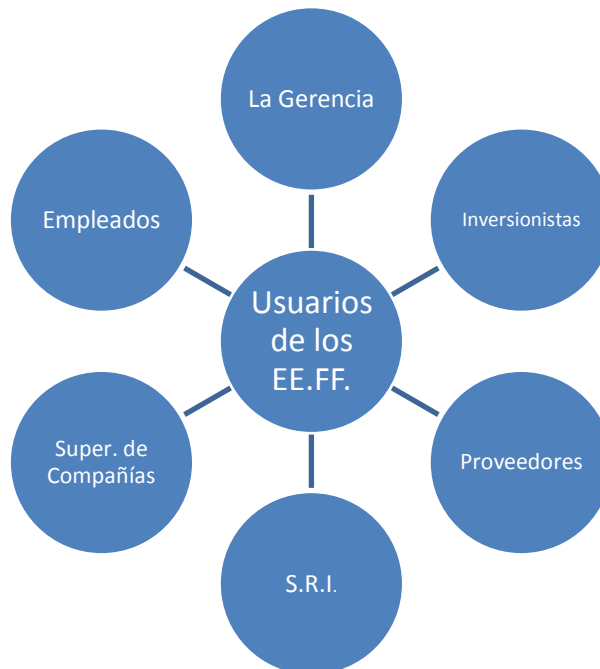 La Gerencia
Empleados
Inversionistas
Usuarios
de los
EE.FF.
Super. de
Compañías
Proveedores
S.R.I.